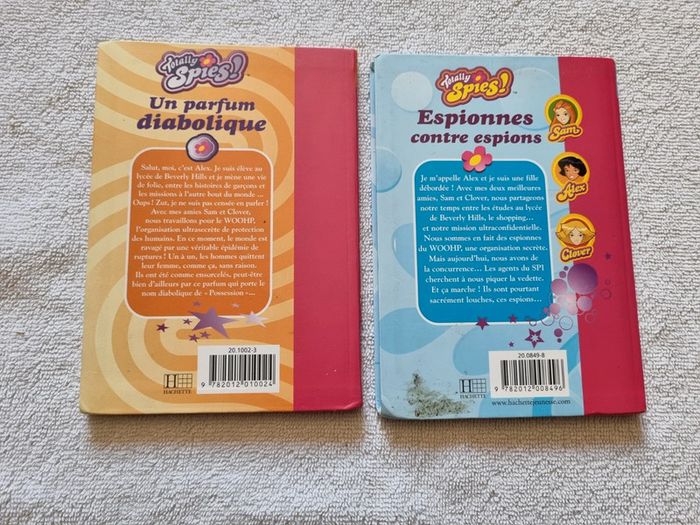 Totally
Spies!
Un parfum
diabolique
Salut, moi, c'est Alex. Je suis élève au
lycée de Beverly Hills et je mène une
vie de folie, entre les histoires de garçons et
les missions à l'autre bout du monde...
Oups ! Zut, je ne suis pas censée en parler !
Avec mes amies Sam et Clover,
nous travaillons pour le WOOHP,
l'organisation ultrasecrète de protection
des humains. En ce moment, le monde est
ravagé par une véritable épidémie de
ruptures ! Un à un, les hommes quittent
leur femme, comme ça, sans raison.
Ils ont été comme ensorcelés, peut-être
bien d'ailleurs par ce parfum qui porte le
nom diabolique de « Possession »...
20.1002-3
9 782012 010024
HACHETTE
Totally
Spies!
Espionnes
contre espions
Sam
Alex
Clover
Je m'appelle Alex et je suis une fille
débordée ! Avec mes deux meilleures
amies, Sam et Clover, nous partageons
notre temps entre les études au lycée
de Beverly Hills, le shopping...
et notre mission ultraconfidentielle.
Nous sommes en fait des espionnes
du WOOHP, une organisation secrète.
Mais aujourd'hui, nous avons de
la concurrence... Les agents du SPI
cherchent à nous piquer la vedette.
Et ça marche ! Ils sont pourtant
sacrément louches, ces espions...
20.0849-8
9 782012 008496
HACHETTE
www.hachettejeunesse.com